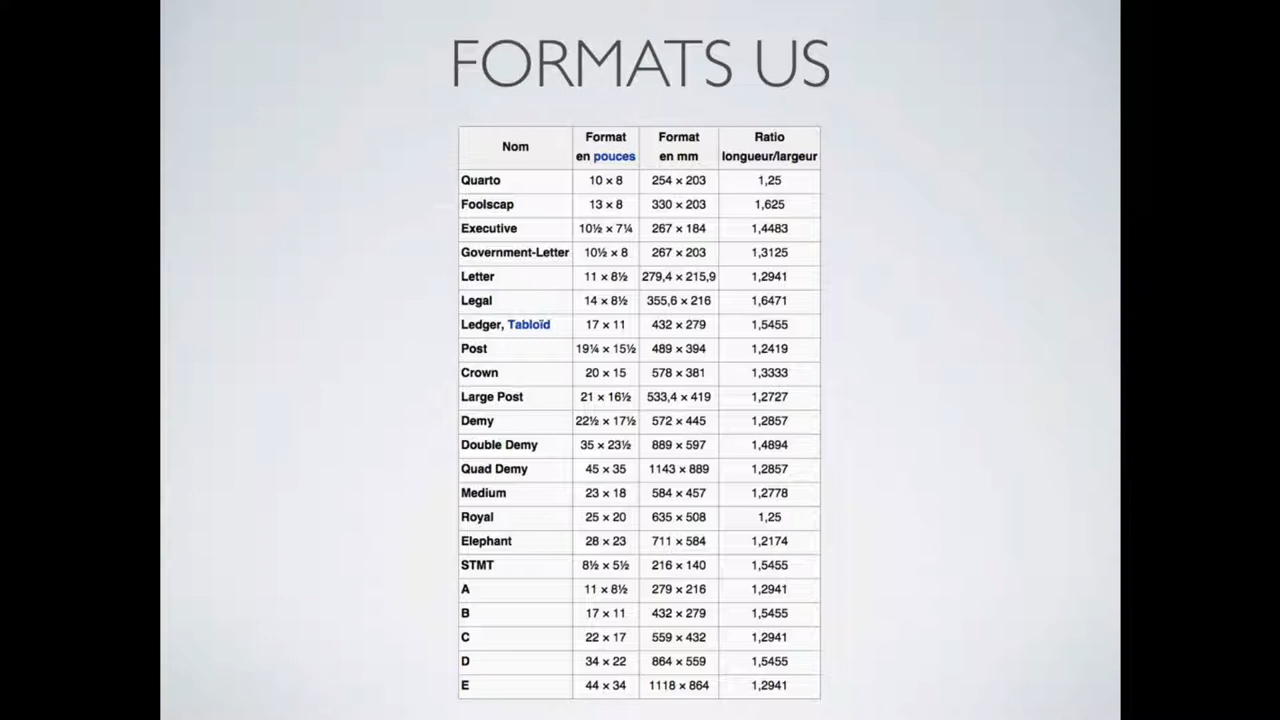 FORMATS US
Nom Format en pouces Format en mm Ratio longueur/largeur
Quarto 10 × 8 254 × 203 1,25
Foolscap 13 × 8 330 × 203 1,625
Executive 10½ × 7¼ 267 × 184 1,4483
Government-Letter 10½ × 8 267 × 203 1,3125
Letter 11 × 8½ 279,4 × 215,9 1,2941
Legal 14 × 8½ 355,6 × 216 1,6471
Ledger, Tabloïd 17 × 11 432 × 279 1,5455
Post 19¼ × 15½ 489 × 394 1,2419
Crown 20 × 15 578 × 381 1,3333
Large Post 21 × 16½ 533,4 × 419 1,2727
Demy 22½ × 17½ 572 × 445 1,2857
Double Demy 35 × 23½ 889 × 597 1,4894
Quad Demy 45 × 35 1143 × 889 1,2857
Medium 23 × 18 584 × 457 1,2778
Royal 25 × 20 635 × 508 1,25
Elephant 28 × 23 711 × 584 1,2174
STMT 8½ × 5½ 216 × 140 1,5455
A 11 × 8½ 279 × 216 1,2941
B 17 × 11 432 × 279 1,5455
C 22 × 17 559 × 432 1,2941
D 34 × 22 864 × 559 1,5455
E 44 × 34 1118 × 864 1,2941